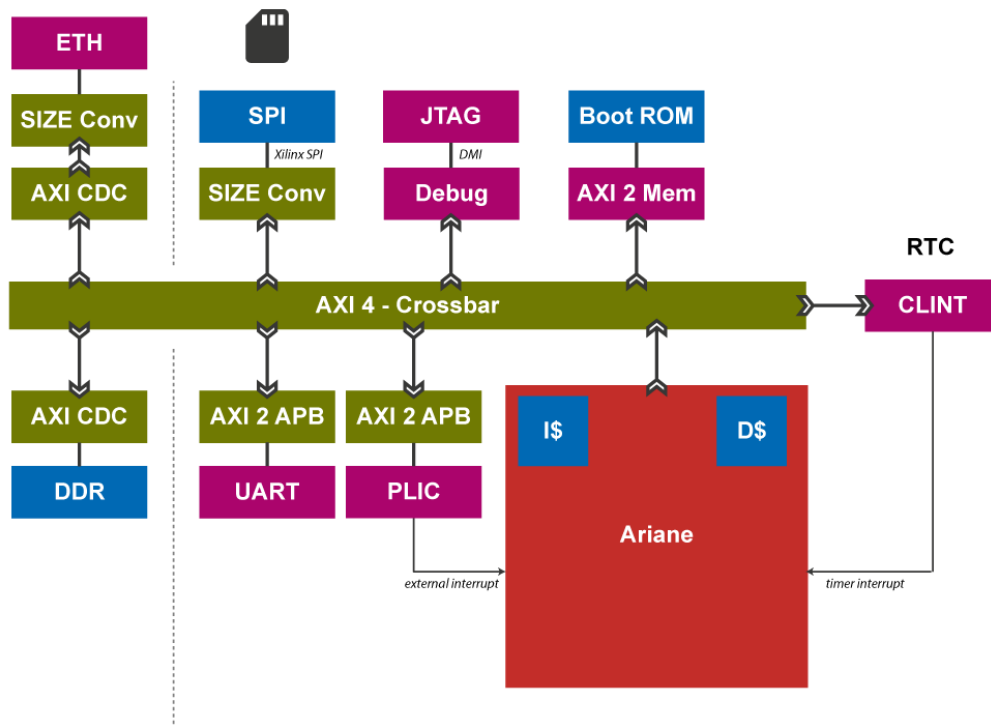 ETH
SIZE Conv
AXI CDC
SPI
Xilinx SPI
SIZE Conv
JTAG
DMI
Debug
Boot ROM
AXI 2 Mem
RTC
CLINT
AXI 4 - Crossbar
AXI CDC
DDR
AXI 2 APB
UART
AXI 2 APB
PLIC
I$
D$
Ariane
external interrupt
timer interrupt